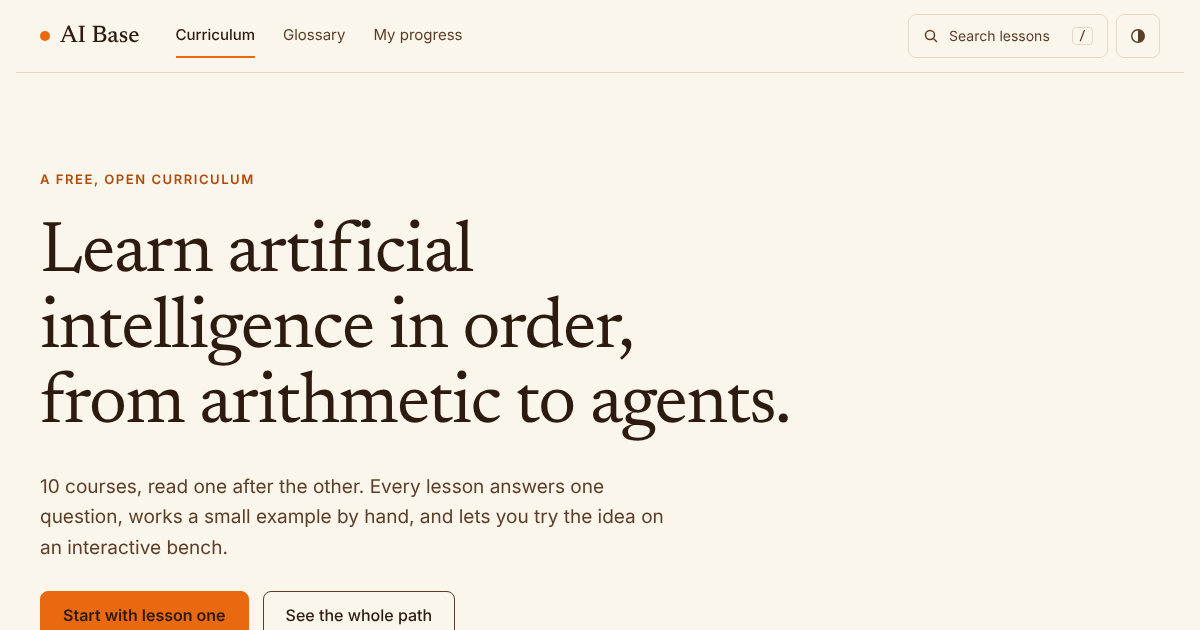 AI Base
Curriculum
Glossary
My progress
Search lessons
/
A FREE, OPEN CURRICULUM
Learn artificial
intelligence in order,
from arithmetic to agents.
10 courses, read one after the other. Every lesson answers one
question, works a small example by hand, and lets you try the idea on
an interactive bench.
Start with lesson one
See the whole path